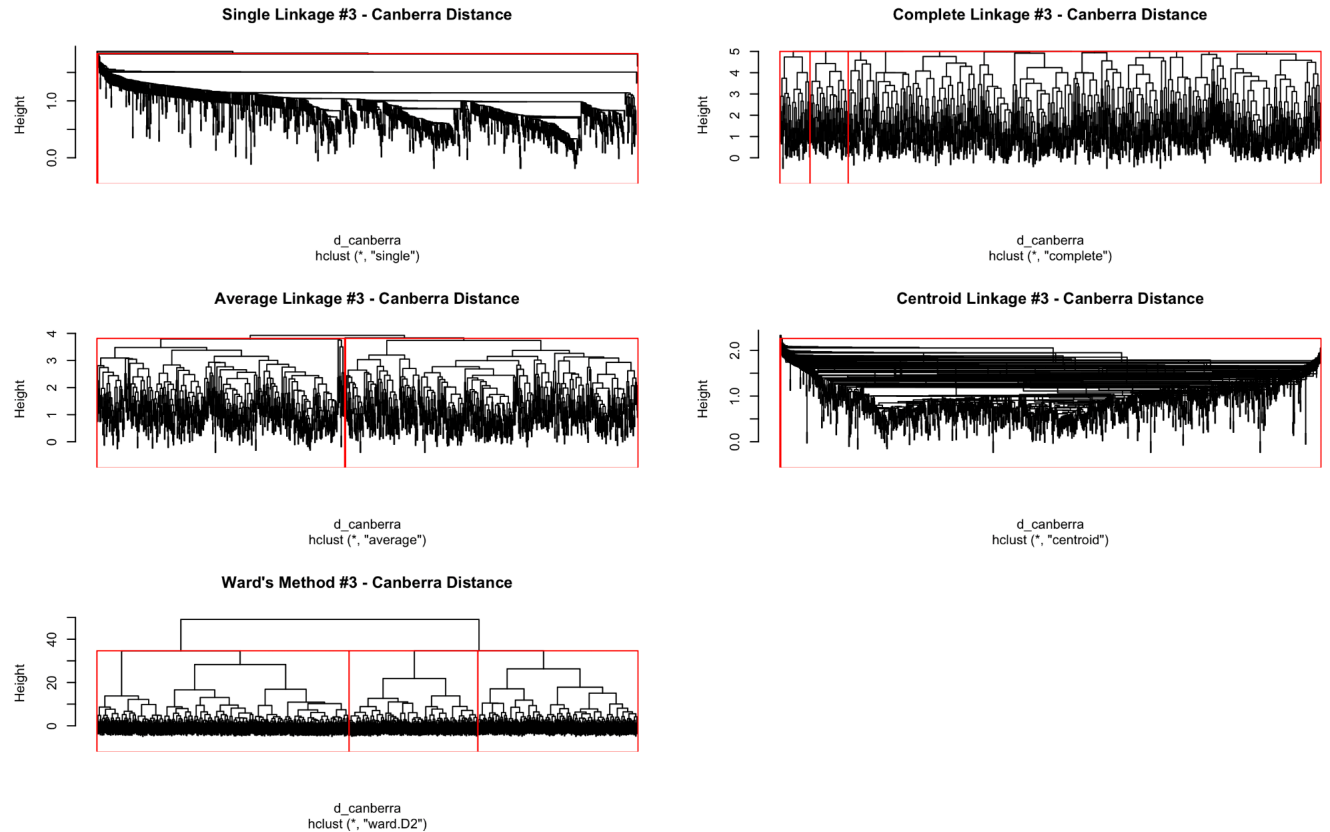 Single Linkage #3 - Canberra Distance
Height
0.0
1.0
d_canberra
hclust (*, "single")
Complete Linkage #3 - Canberra Distance
Height
0
1
2
3
4
5
d_canberra
hclust (*, "complete")
Average Linkage #3 - Canberra Distance
Height
0
1
2
3
4
d_canberra
hclust (*, "average")
Centroid Linkage #3 - Canberra Distance
Height
0.0
1.0
2.0
d_canberra
hclust (*, "centroid")
Ward's Method #3 - Canberra Distance
Height
0
20
40
d_canberra
hclust (*, "ward.D2")